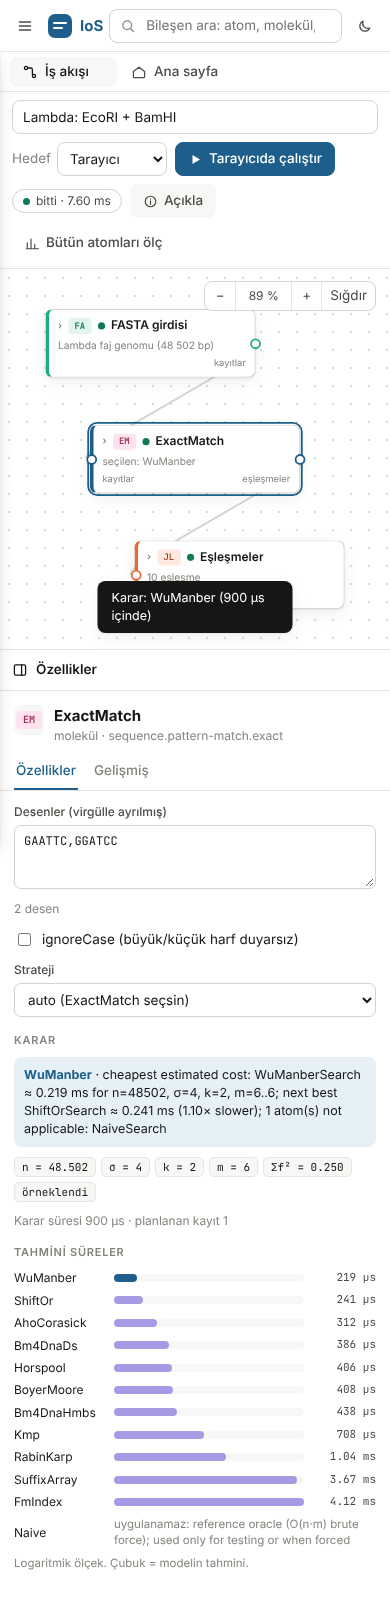 IoS
Bileşen ara: atom, molekül,
İş akışı
Ana sayfa
Lambda: EcoRI + BamHI
Hedef
Tarayıcı
Tarayıcıda çalıştır
bitti · 7.60 ms
Açıkla
Bütün atomları ölç
−
89 %
+
Sığdır
› FA FASTA girdisi
Lambda faj genomu (48 502 bp)
kayıtlar
› EM ExactMatch
seçilen: WuManber
kayıtlar
eşleşmeler
› JL Eşleşmeler
10 eşleşme
Karar: WuManber (900 µs
içinde)
Özellikler
EM
ExactMatch
molekül · sequence.pattern-match.exact
Özellikler
Gelişmiş
Desenler (virgülle ayrılmış)
GAATTC,GGATCC
2 desen
ignoreCase (büyük/küçük harf duyarsız)
Strateji
auto (ExactMatch seçsin)
KARAR
WuManber · cheapest estimated cost: WuManberSearch
≈ 0.219 ms for n=48502, σ=4, k=2, m=6..6; next best
ShiftOrSearch ≈ 0.241 ms (1.10× slower); 1 atom(s) not
applicable: NaiveSearch
n = 48.502
σ = 4
k = 2
m = 6
Σf² = 0.250
örneklendi
Karar süresi 900 µs · planlanan kayıt 1
TAHMİNİ SÜRELER
WuManber 219 µs
ShiftOr 241 µs
AhoCorasick 312 µs
Bm4DnaDs 386 µs
Horspool 406 µs
BoyerMoore 408 µs
Bm4DnaHmbs 438 µs
Kmp 708 µs
RabinKarp 1.04 ms
SuffixArray 3.67 ms
FmIndex 4.12 ms
Naive
uygulanamaz: reference oracle (O(n·m) brute
force); used only for testing or when forced
Logaritmik ölçek. Çubuk = modelin tahmini.